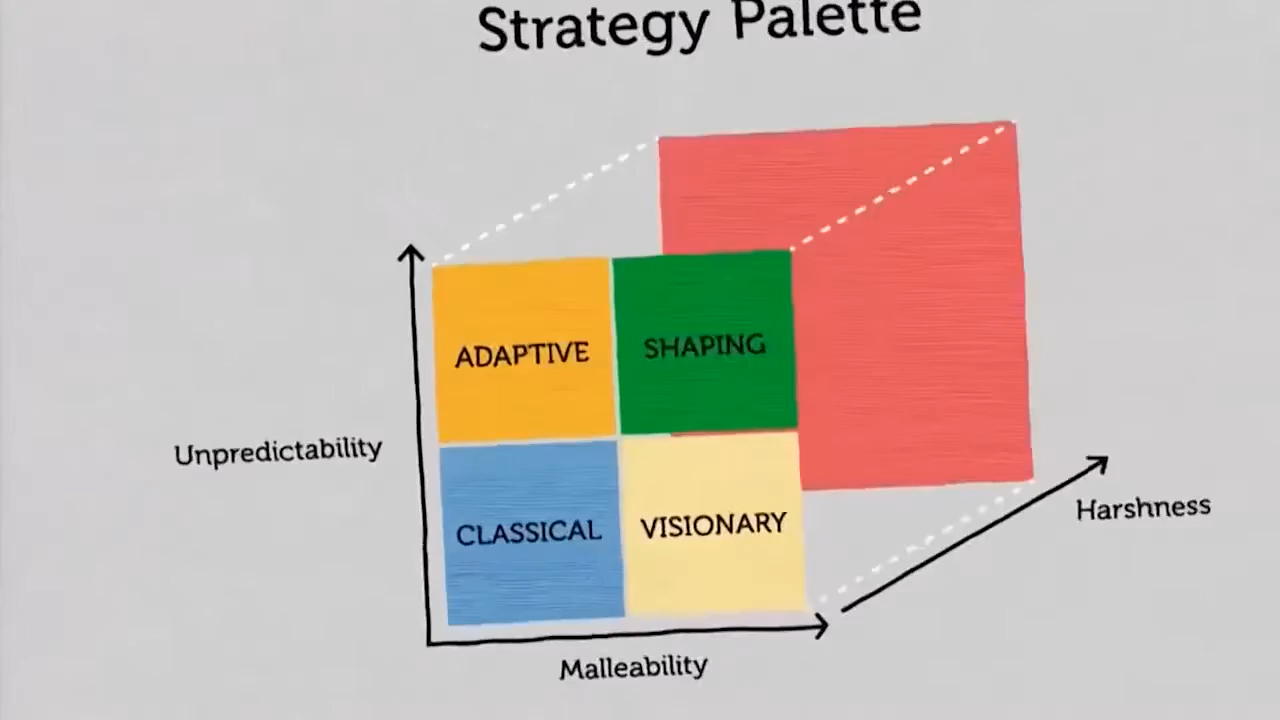 Strategy Palette
ADAPTIVE
SHAPING
Unpredictability
CLASSICAL
VISIONARY
Harshness
Malleability